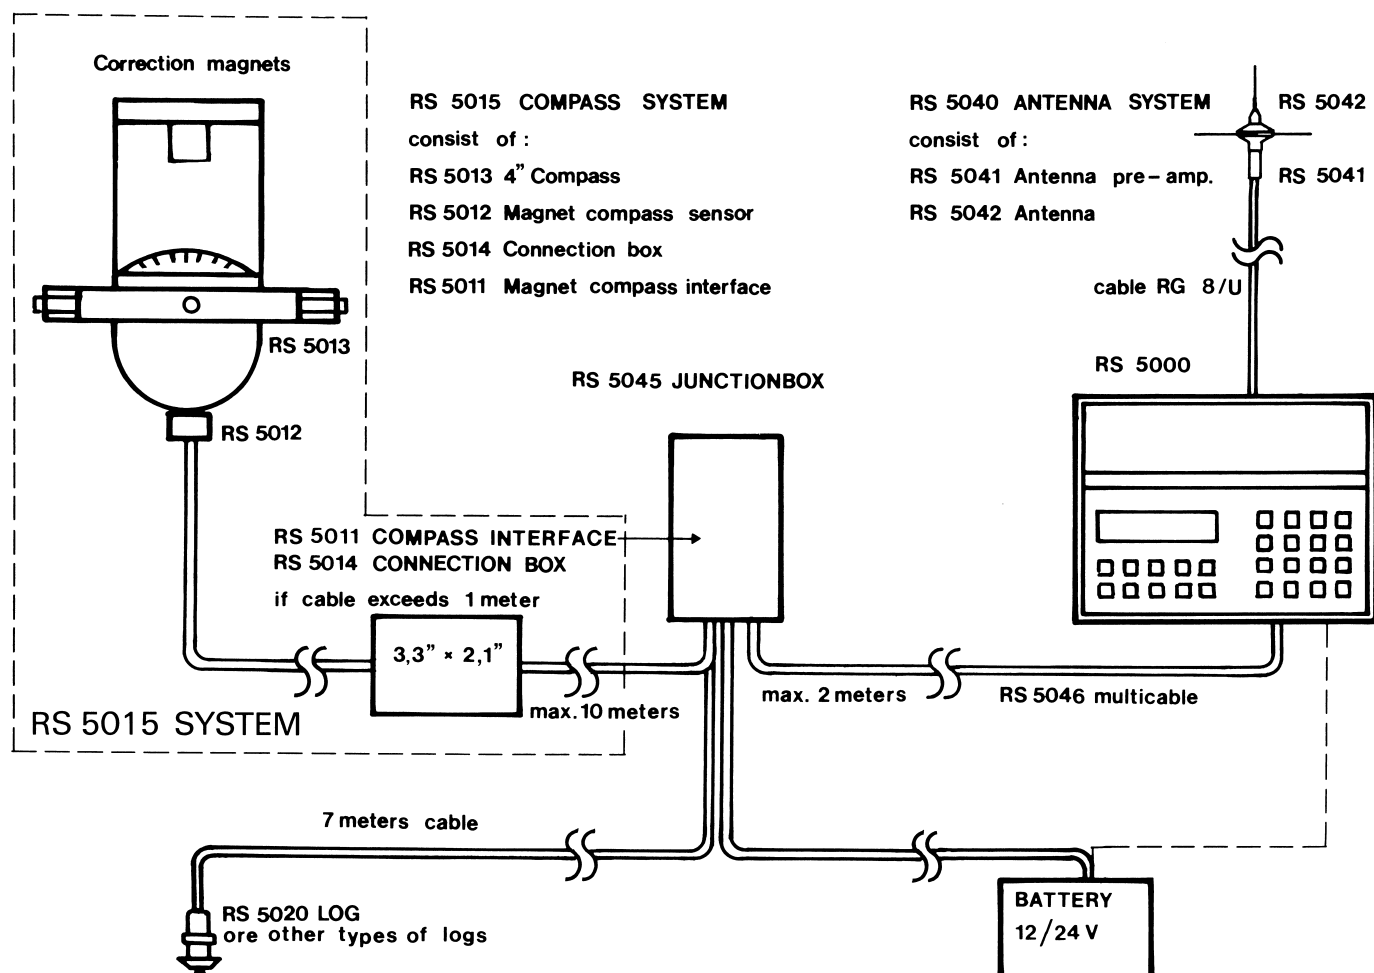 Correction magnets
RS 5013
RS 5012
RS 5015 COMPASS SYSTEM
consist of :
RS 5013 4" Compass
RS 5012 Magnet compass sensor
RS 5014 Connection box
RS 5011 Magnet compass interface
RS 5040 ANTENNA SYSTEM
consist of :
RS 5041 Antenna pre-amp.
RS 5042 Antenna
RS 5042
RS 5041
cable RG 8/U
RS 5000
RS 5045 JUNCTIONBOX
RS 5011 COMPASS INTERFACE
RS 5014 CONNECTION BOX
if cable exceeds 1 meter
3,3" × 2,1"
max. 10 meters
RS 5015 SYSTEM
max. 2 meters
RS 5046 multicable
7 meters cable
RS 5020 LOG
ore other types of logs
BATTERY
12/24 V